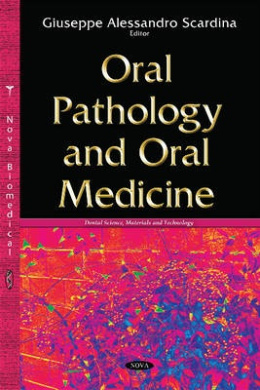 Giuseppe Alessandro Scardina
Editor
Oral
Pathology
and Oral
Medicine
Dental Science, Materials and Technology
Nova Biomedical
NOVA